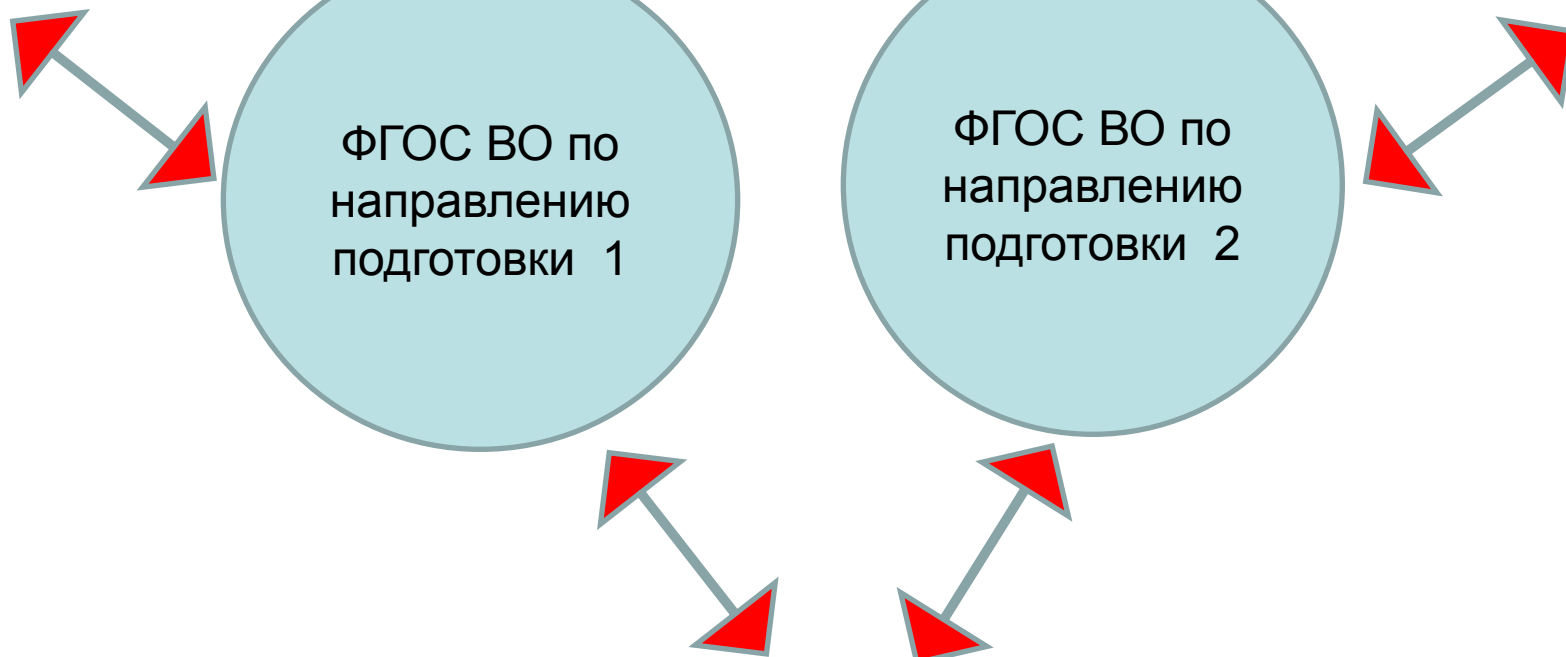 ФГОС ВО по
направлению
подготовки 1
ФГОС ВО по
направлению
подготовки 2